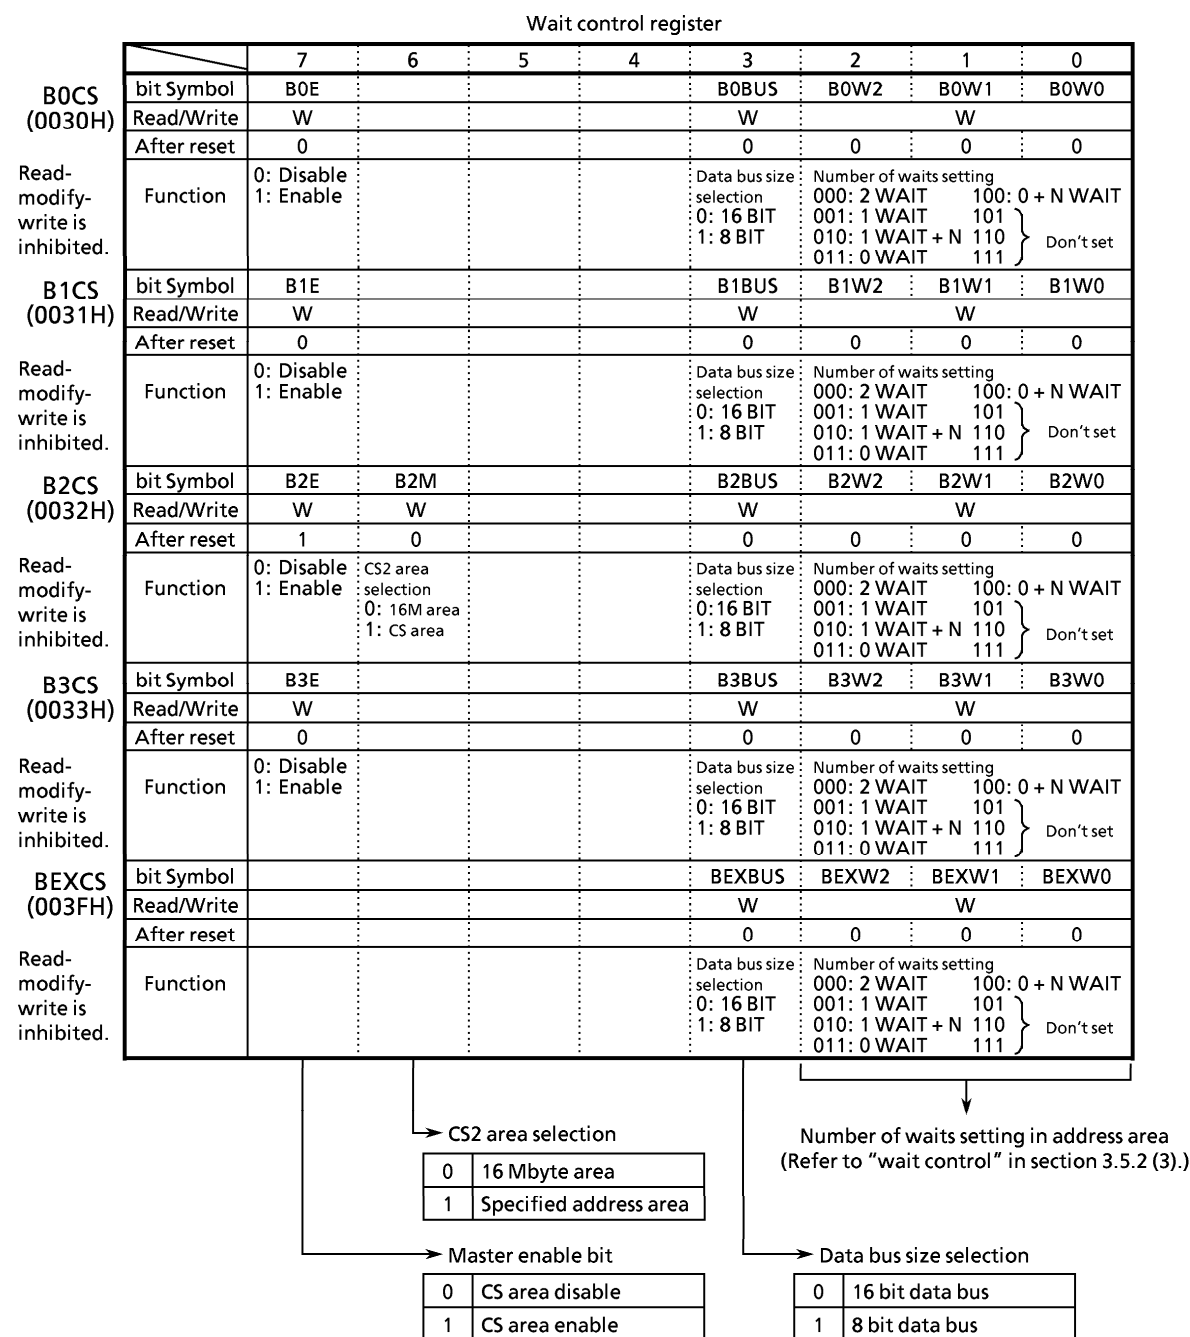 Wait control register
7 6 5 4 3 2 1 0
B0CS
(0030H)
bit Symbol B0E B0BUS B0W2 B0W1 B0W0
Read/Write W W W
After reset 0 0 0 0 0
Read-
modify-
write is
inhibited.
Function
0: Disable
1: Enable
Data bus size
selection
0: 16 BIT
1: 8 BIT
Number of waits setting
000: 2 WAIT 100: 0 + N WAIT
001: 1 WAIT 101
010: 1 WAIT + N 110 Don't set
011: 0 WAIT 111
B1CS
(0031H)
bit Symbol B1E B1BUS B1W2 B1W1 B1W0
Read/Write W W W
After reset 0 0 0 0 0
Read-
modify-
write is
inhibited.
Function
0: Disable
1: Enable
Data bus size
selection
0: 16 BIT
1: 8 BIT
Number of waits setting
000: 2 WAIT 100: 0 + N WAIT
001: 1 WAIT 101
010: 1 WAIT + N 110 Don't set
011: 0 WAIT 111
B2CS
(0032H)
bit Symbol B2E B2M B2BUS B2W2 B2W1 B2W0
Read/Write W W W W
After reset 1 0 0 0 0 0
Read-
modify-
write is
inhibited.
Function
0: Disable
1: Enable
CS2 area
selection
0: 16M area
1: CS area
Data bus size
selection
0:16 BIT
1: 8 BIT
Number of waits setting
000: 2 WAIT 100: 0 + N WAIT
001: 1 WAIT 101
010: 1 WAIT + N 110 Don't set
011: 0 WAIT 111
B3CS
(0033H)
bit Symbol B3E B3BUS B3W2 B3W1 B3W0
Read/Write W W W
After reset 0 0 0 0 0
Read-
modify-
write is
inhibited.
Function
0: Disable
1: Enable
Data bus size
selection
0: 16 BIT
1: 8 BIT
Number of waits setting
000: 2 WAIT 100: 0 + N WAIT
001: 1 WAIT 101
010: 1 WAIT + N 110 Don't set
011: 0 WAIT 111
BEXCS
(003FH)
bit Symbol BEXBUS BEXW2 BEXW1 BEXW0
Read/Write W W
After reset 0 0 0 0
Read-
modify-
write is
inhibited.
Function
Data bus size
selection
0: 16 BIT
1: 8 BIT
Number of waits setting
000: 2 WAIT 100: 0 + N WAIT
001: 1 WAIT 101
010: 1 WAIT + N 110 Don't set
011: 0 WAIT 111
CS2 area selection
0 16 Mbyte area
1 Specified address area
Number of waits setting in address area
(Refer to "wait control" in section 3.5.2 (3).)
Master enable bit
0 CS area disable
1 CS area enable
Data bus size selection
0 16 bit data bus
1 8 bit data bus